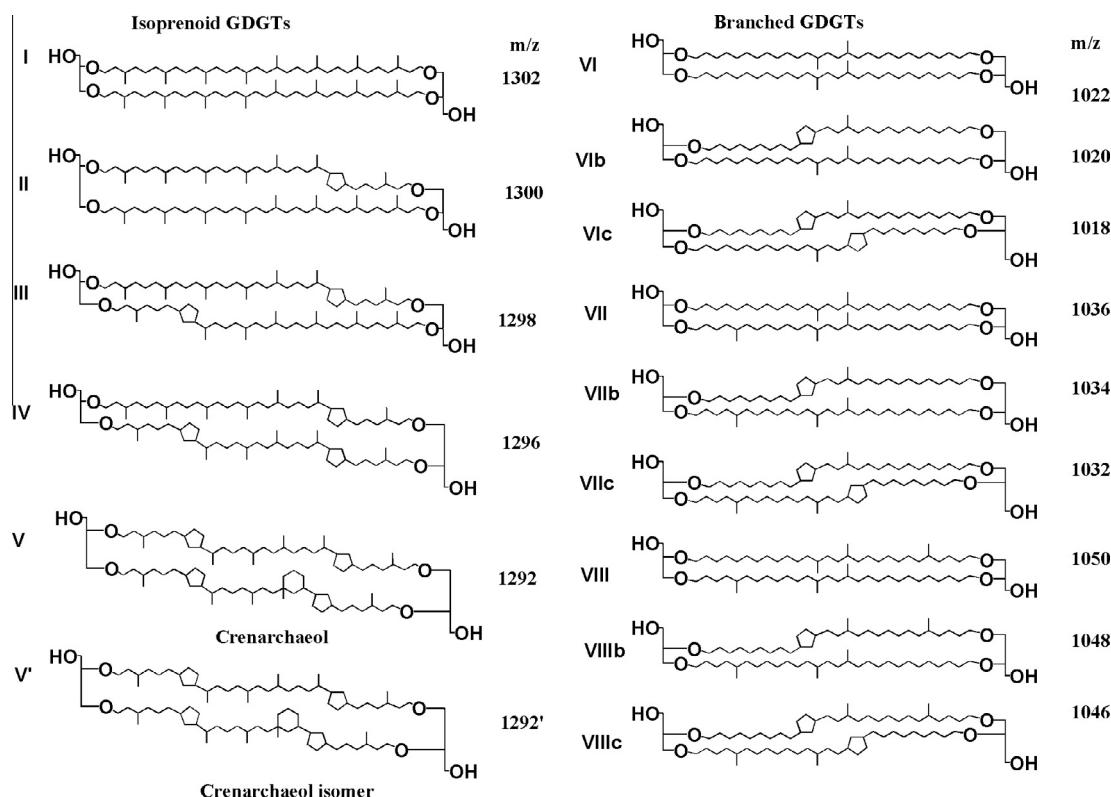 Isoprenoid GDGTs
m/z
I
HO
O
O
O
O
OH
1302
II
HO
O
O
O
O
OH
1300
III
HO
O
O
O
O
OH
1298
IV
HO
O
O
O
O
OH
1296
V
HO
O
O
O
O
OH
1292
Crenarchaeol
V'
HO
O
O
O
O
OH
1292'
Crenarchaeol isomer
Branched GDGTs
m/z
VI
HO
O
O
O
O
OH
1022
VIb
HO
O
O
O
O
OH
1020
VIc
HO
O
O
O
O
OH
1018
VII
HO
O
O
O
O
OH
1036
VIIb
HO
O
O
O
O
OH
1034
VIIc
HO
O
O
O
O
OH
1032
VIII
HO
O
O
O
O
OH
1050
VIIIb
HO
O
O
O
O
OH
1048
VIIIc
HO
O
O
O
O
OH
1046